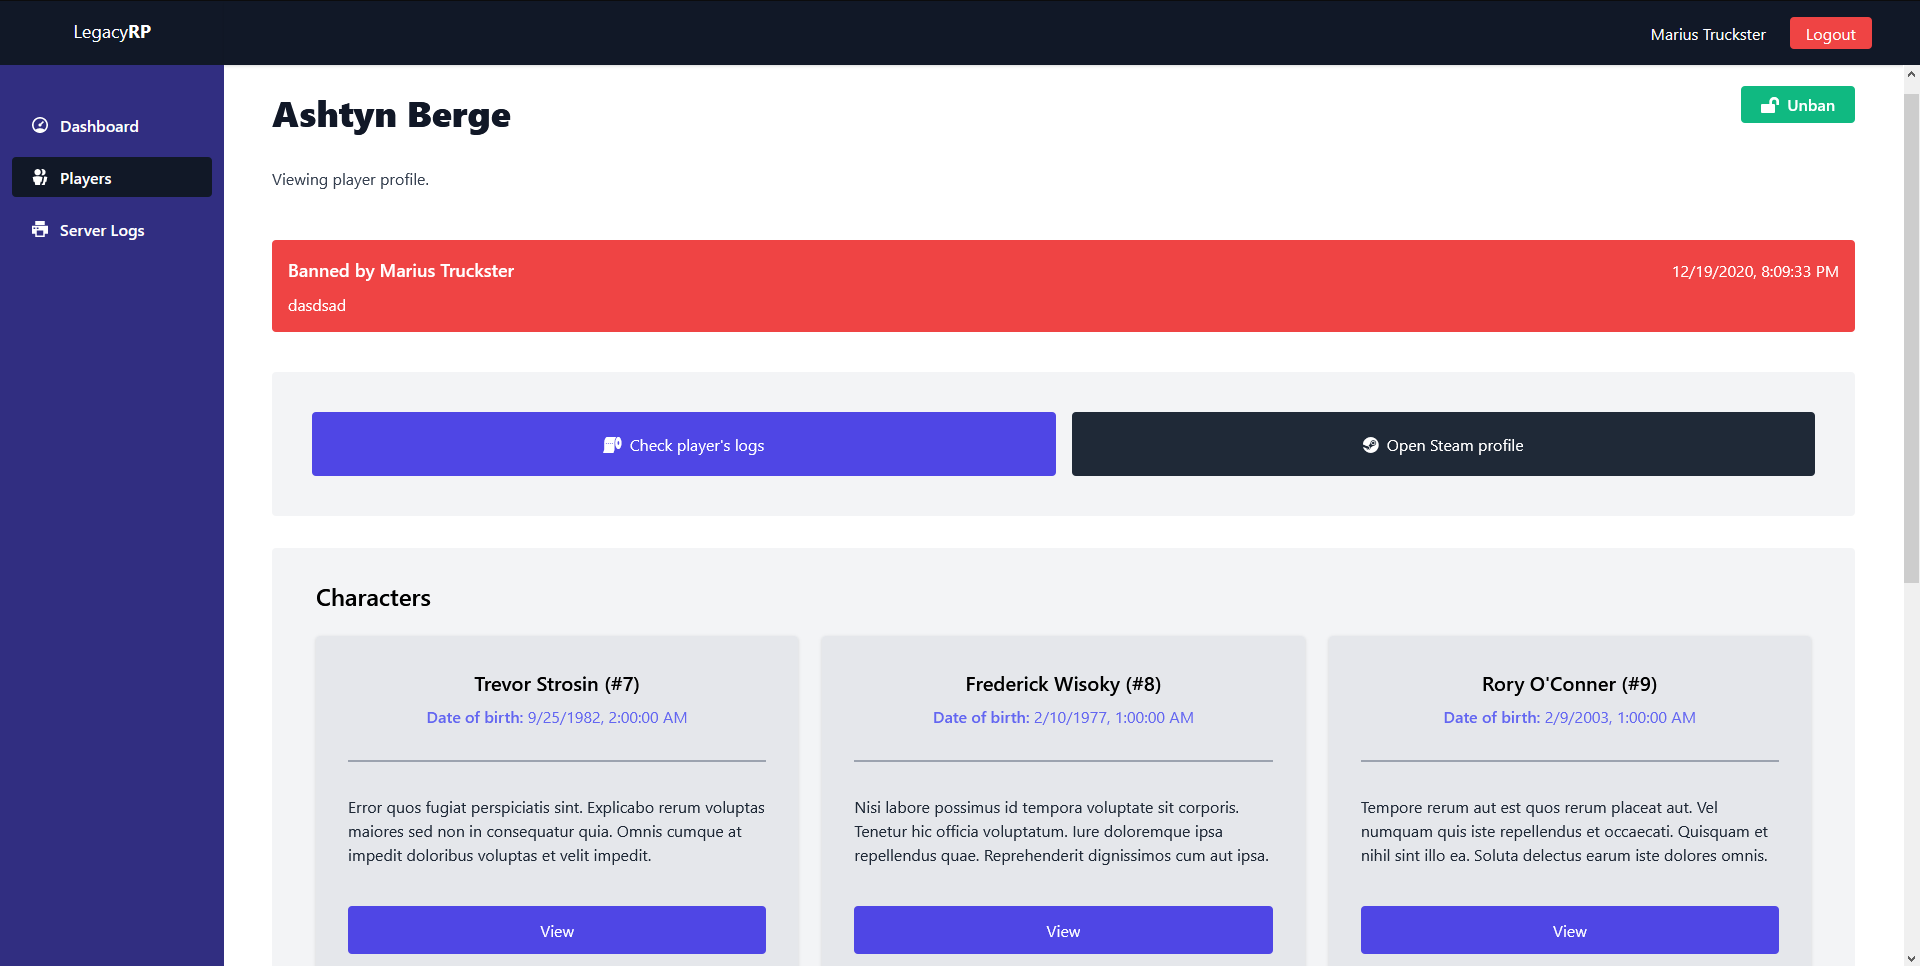 LegacyRP
Marius Truckster
Logout
Dashboard
Players
Server Logs
Ashtyn Berge
Unban
Viewing player profile.
Banned by Marius Truckster
12/19/2020, 8:09:33 PM
dasdsad
Check player's logs
Open Steam profile
Characters
Trevor Strosin (#7)
Date of birth: 9/25/1982, 2:00:00 AM
Error quos fugiat perspiciatis sint. Explicabo rerum voluptas
maiores sed non in consequatur quia. Omnis cumque at
impedit doloribus voluptas et velit impedit.
View
Frederick Wisoky (#8)
Date of birth: 2/10/1977, 1:00:00 AM
Nisi labore possimus id tempora voluptate sit corporis.
Tenetur hic officia voluptatum. Iure doloremque ipsa
repellendus quae. Reprehenderit dignissimos cum aut ipsa.
View
Rory O'Conner (#9)
Date of birth: 2/9/2003, 1:00:00 AM
Tempore rerum aut est quos rerum placeat aut. Vel
numquam quis iste repellendus et occaecati. Quisquam et
nihil sint illo ea. Soluta delectus earum iste dolores omnis.
View